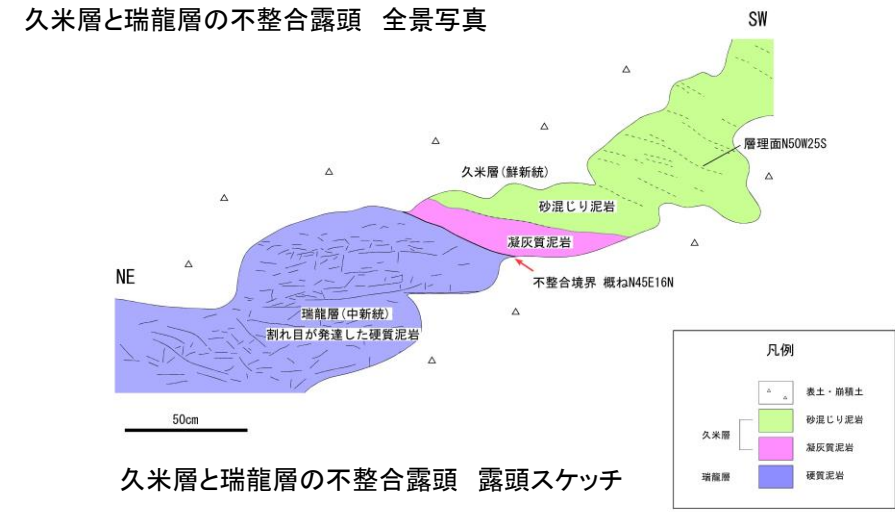 久米層と瑞龍層の不整合露頭　全景写真
SW
層理面N50W25S
久米層(鮮新統)
砂混じり泥岩
凝灰質泥岩
不整合境界 概ねN45E16N
NE
瑞龍層(中新統)
割れ目が発達した硬質泥岩
50cm
凡例
表土・崩積土
久米層
砂混じり泥岩
凝灰質泥岩
瑞龍層
硬質泥岩
久米層と瑞龍層の不整合露頭　露頭スケッチ